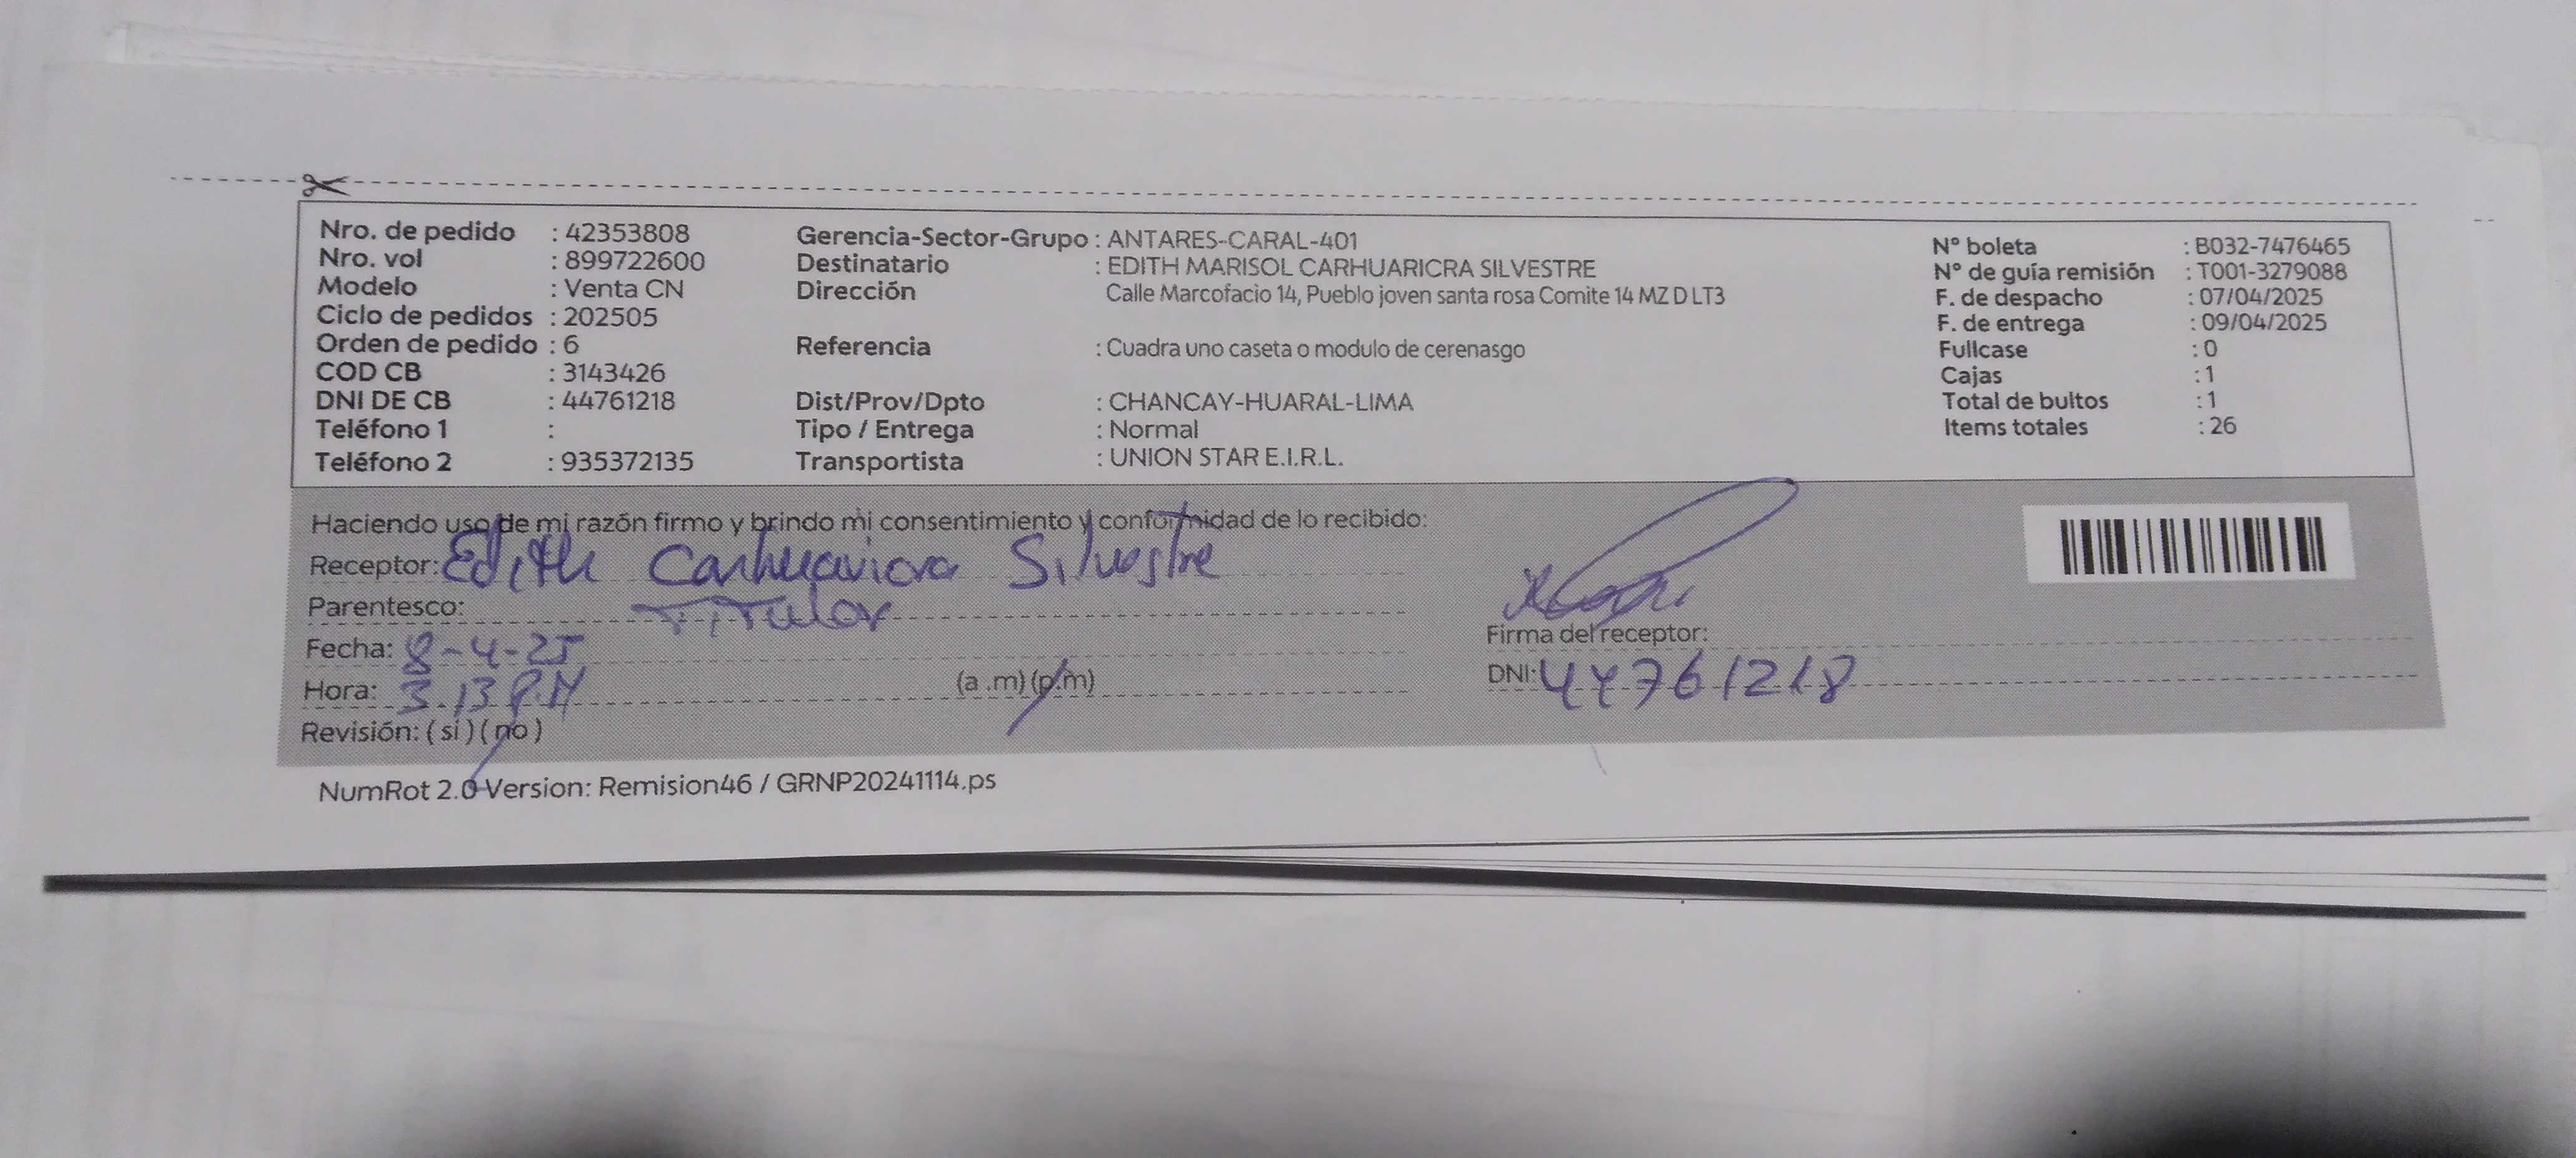 Nro. de pedido : 42353808
Nro. vol : 899722600
Modelo : Venta CN
Ciclo de pedidos : 202505
Orden de pedido : 6
COD CB : 3143426
DNI DE CB : 44761218
Teléfono 1 :
Teléfono 2 : 935372135
Gerencia-Sector-Grupo : ANTARES-CARAL-401
Destinatario : EDITH MARISOL CARHUARICRA SILVESTRE
Dirección Calle Marcofacio 14, Pueblo joven santa rosa Comite 14 MZ D LT3
Referencia : Cuadra uno caseta o modulo de cerenasgo
Dist/Prov/Dpto : CHANCAY-HUARAL-LIMA
Tipo / Entrega : Normal
Transportista : UNION STAR E.I.R.L.
N° boleta : B032-7476465
N° de guía remisión : T001-3279088
F. de despacho : 07/04/2025
F. de entrega : 09/04/2025
Fullcase : 0
Cajas : 1
Total de bultos : 1
Items totales : 26
Haciendo uso de mi razón firmo y brindo mi consentimiento y conformidad de lo recibido:
Receptor: Edith Carhuaricra Silvestre
Parentesco: Titular
Fecha: 8-4-25
Hora: 3.13 P.M (a .m) (p.m)
Revisión: ( si ) ( no )
Firma del receptor:
DNI: 44761218
NumRot 2.0 Version: Remision46 / GRNP20241114.ps